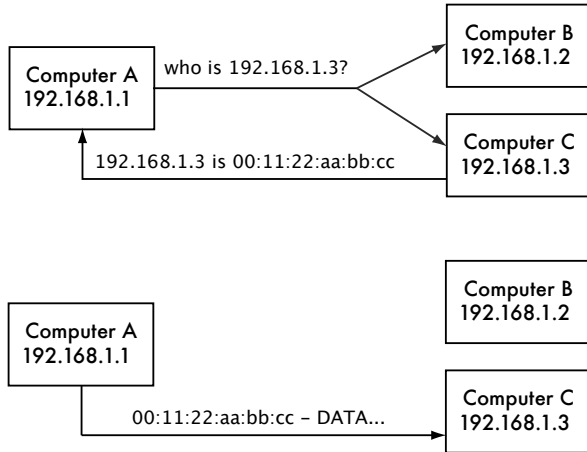 Computer B
192.168.1.2
Computer A
192.168.1.1
who is 192.168.1.3?
Computer C
192.168.1.3
192.168.1.3 is 00:11:22:aa:bb:cc
Computer B
192.168.1.2
Computer A
192.168.1.1
Computer C
192.168.1.3
00:11:22:aa:bb:cc – DATA...